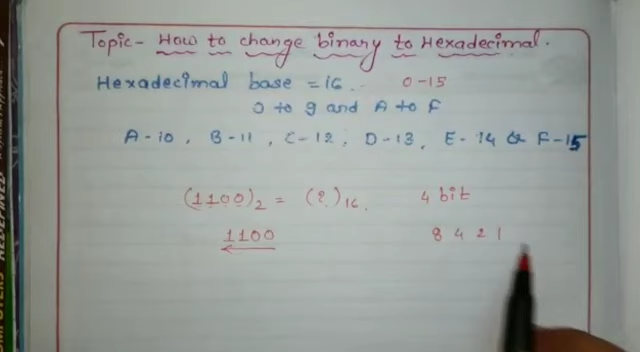 Topic - How to change binary to Hexadecimal.
Hexadecimal base = 16. 0-15
0 to 9 and A to F
A-10, B-11, C-12, D-13, E-14 & F-15
(1100)2 = (?)16. 4 bit
1100 8 4 2 1